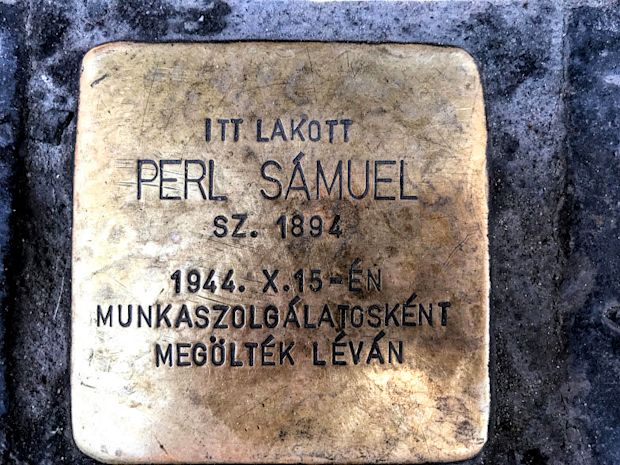 ITT LAKOTT
PERL SÁMUEL
SZ. 1894
1944. X.15-ÉN
MUNKASZOLGÁLATOSKÉNT
MEGÖLTÉK LÉVÁN